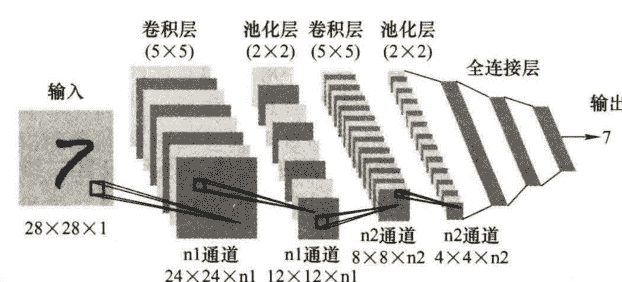 卷积层
(5×5)
池化层
(2×2)
卷积层
(5×5)
池化层
(2×2)
全连接层
输入
输出
7
7
28×28×1
n1通道
24×24×n1
n1通道
12×12×n1
n2通道
8×8×n2
n2通道
4×4×n2